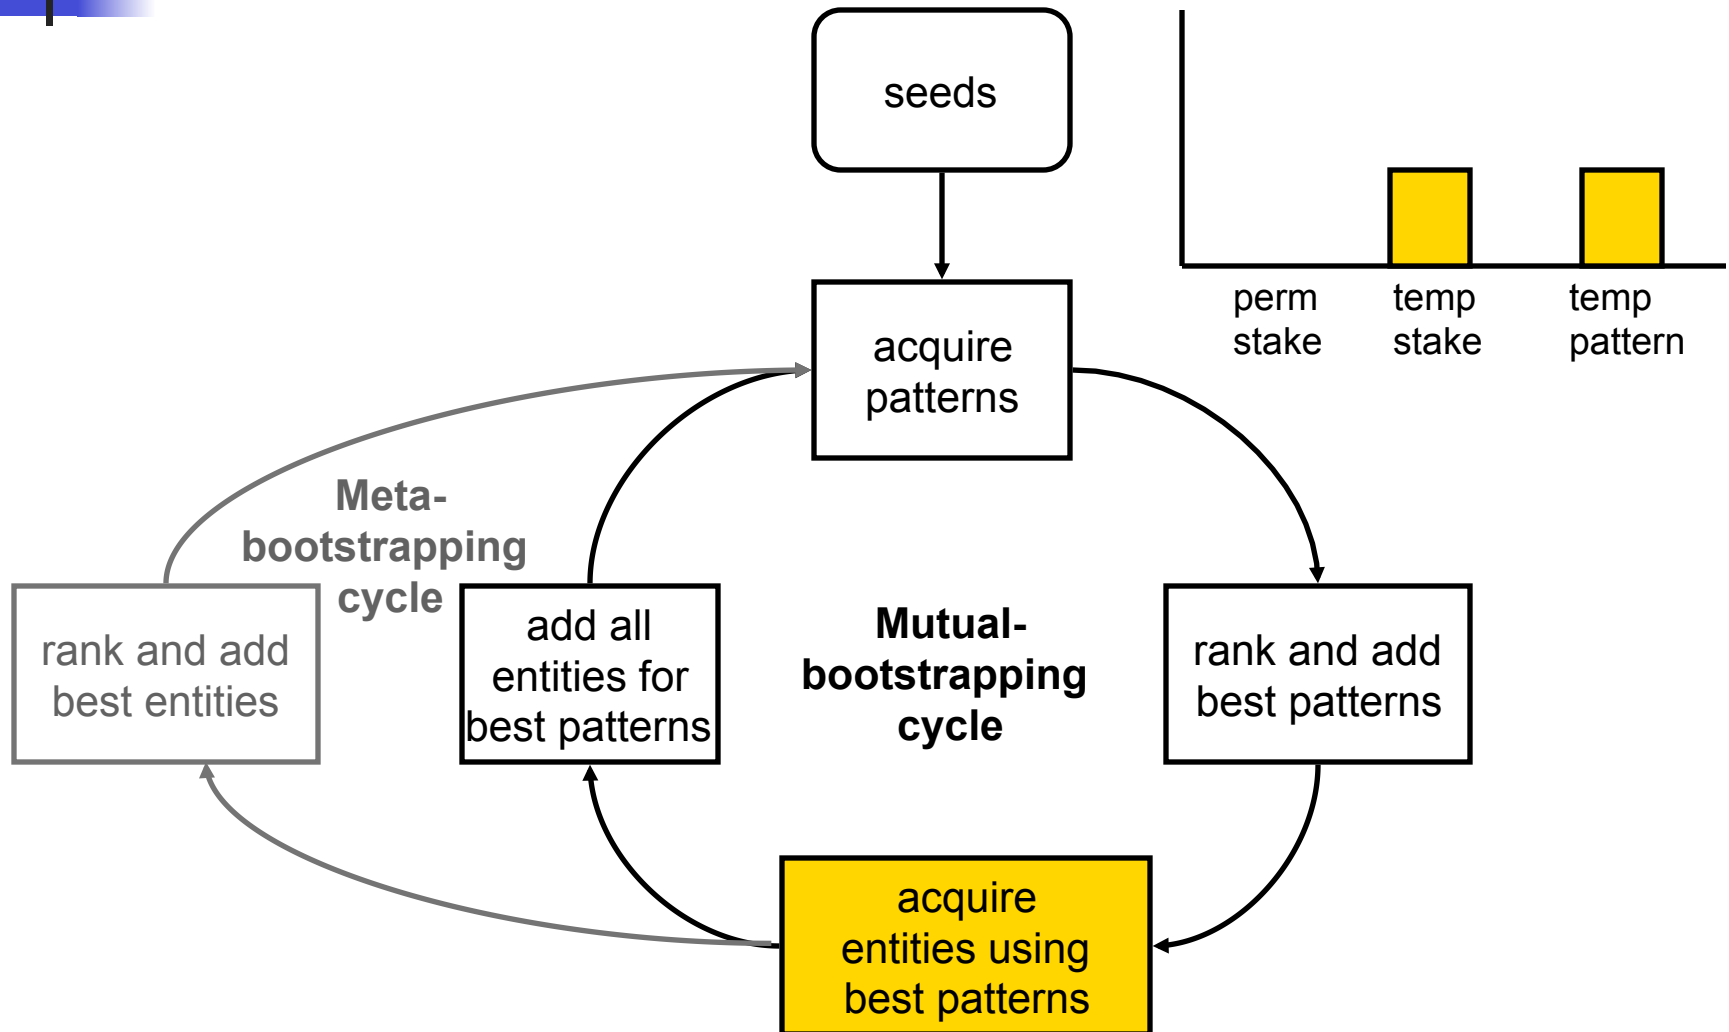 seeds
perm
stake
temp
stake
temp
pattern
acquire
patterns
Meta-
bootstrapping
cycle
rank and add
best entities
add all
entities for
best patterns
Mutual-
bootstrapping
cycle
rank and add
best patterns
acquire
entities using
best patterns